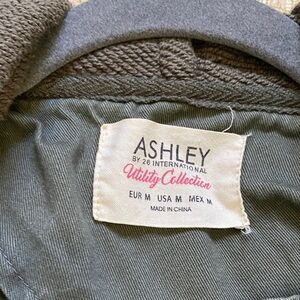 ASHLEY
BY 26 INTERNATIONAL
Utility Collection
EUR M USA M MEX M
MADE IN CHINA